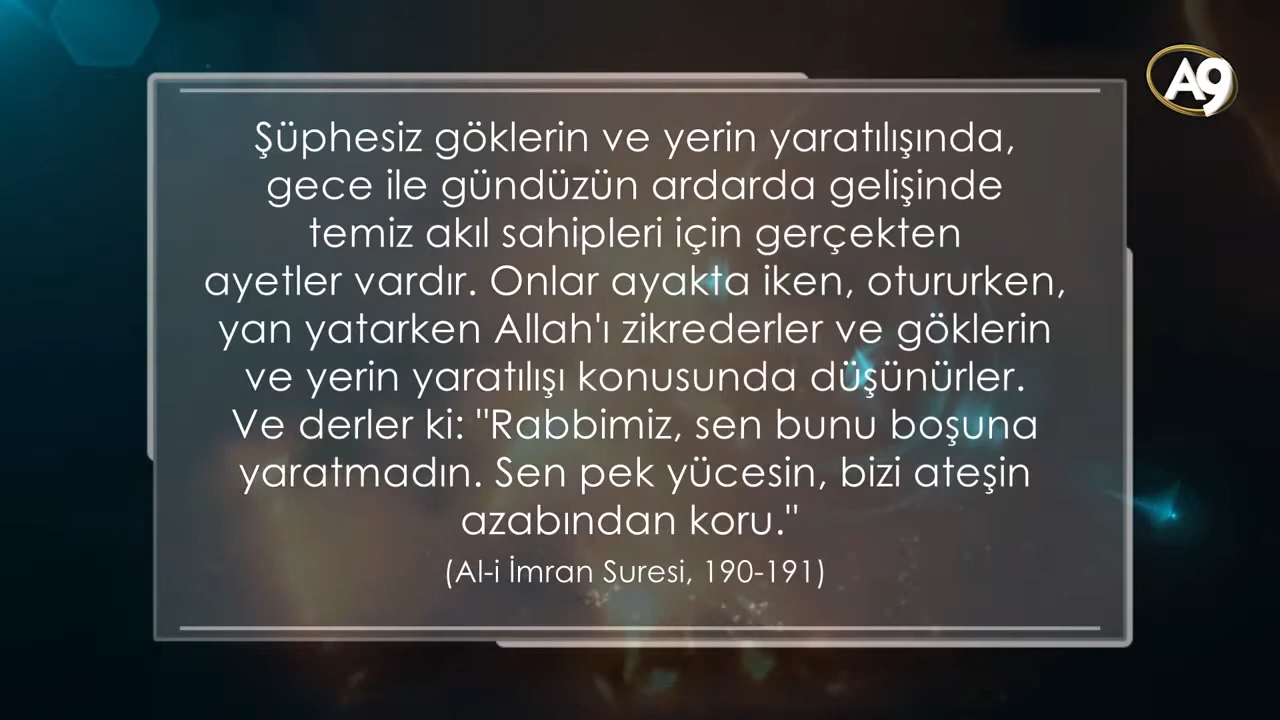 A9
Şüphesiz göklerin ve yerin yaratılışında,
gece ile gündüzün ardarda gelişinde
temiz akıl sahipleri için gerçekten
ayetler vardır. Onlar ayakta iken, otururken,
yan yatarken Allah'ı zikrederler ve göklerin
ve yerin yaratılışı konusunda düşünürler.
Ve derler ki: "Rabbimiz, sen bunu boşuna
yaratmadın. Sen pek yücesin, bizi ateşin
azabından koru."
(Al-i İmran Suresi, 190-191)